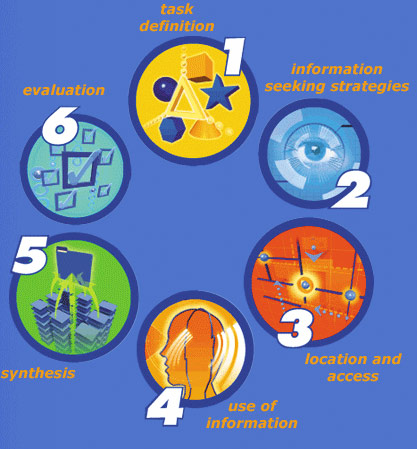 task
definition
1
information
seeking strategies
2
3
location and
access
4
use of
information
5
synthesis
evaluation
6